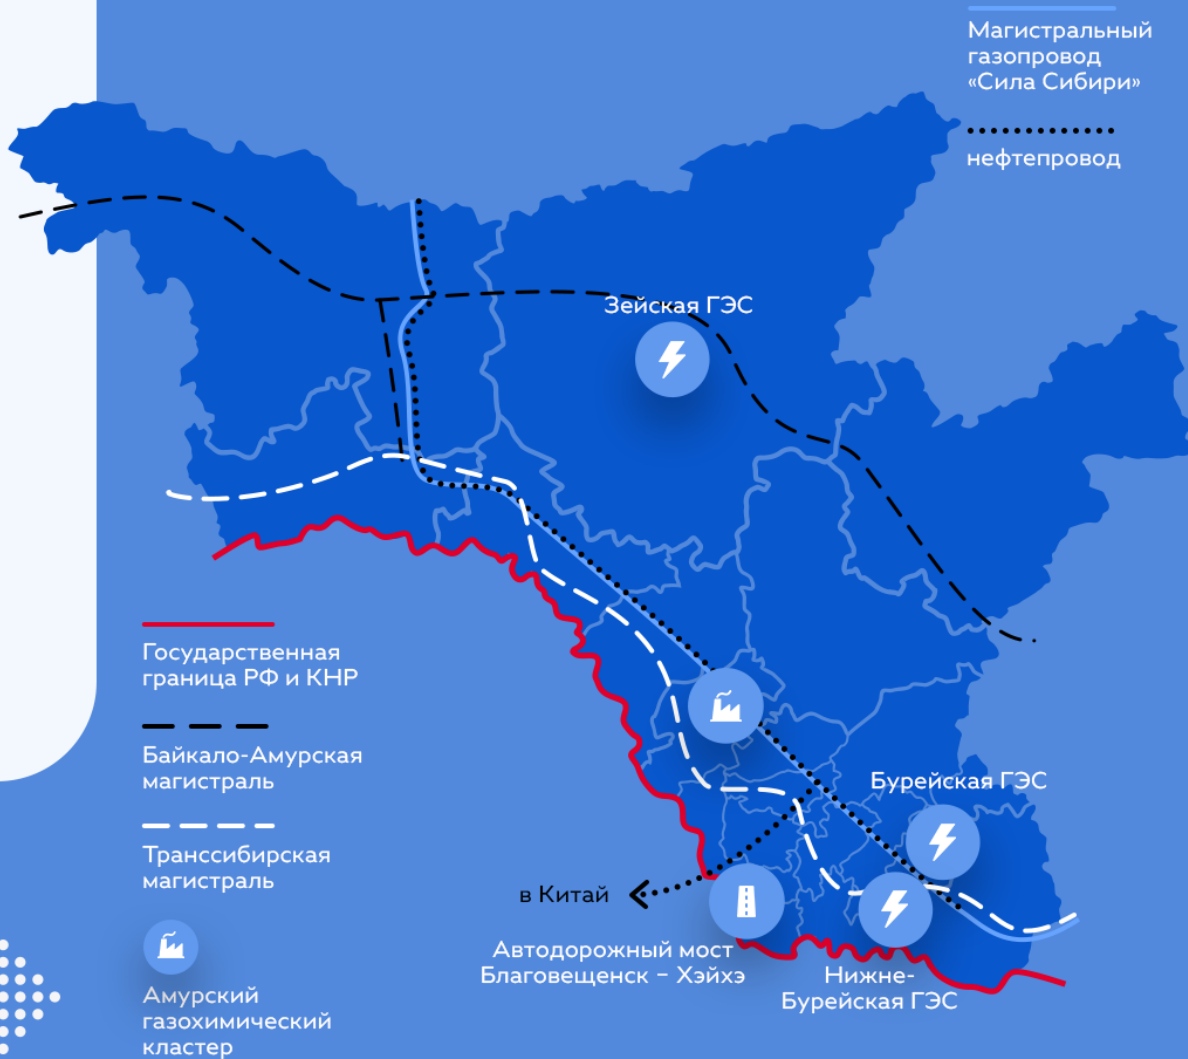 Магистральный
газопровод
«Сила Сибири»
нефтепровод
Зейская ГЭС
Государственная
граница РФ и КНР
Байкало-Амурская
магистраль
Транссибирская
магистраль
Амурский
газохимический
кластер
Бурейская ГЭС
в Китай
Автодорожный мост
Благовещенск – Хэйхэ
Нижне-
Бурейская ГЭС